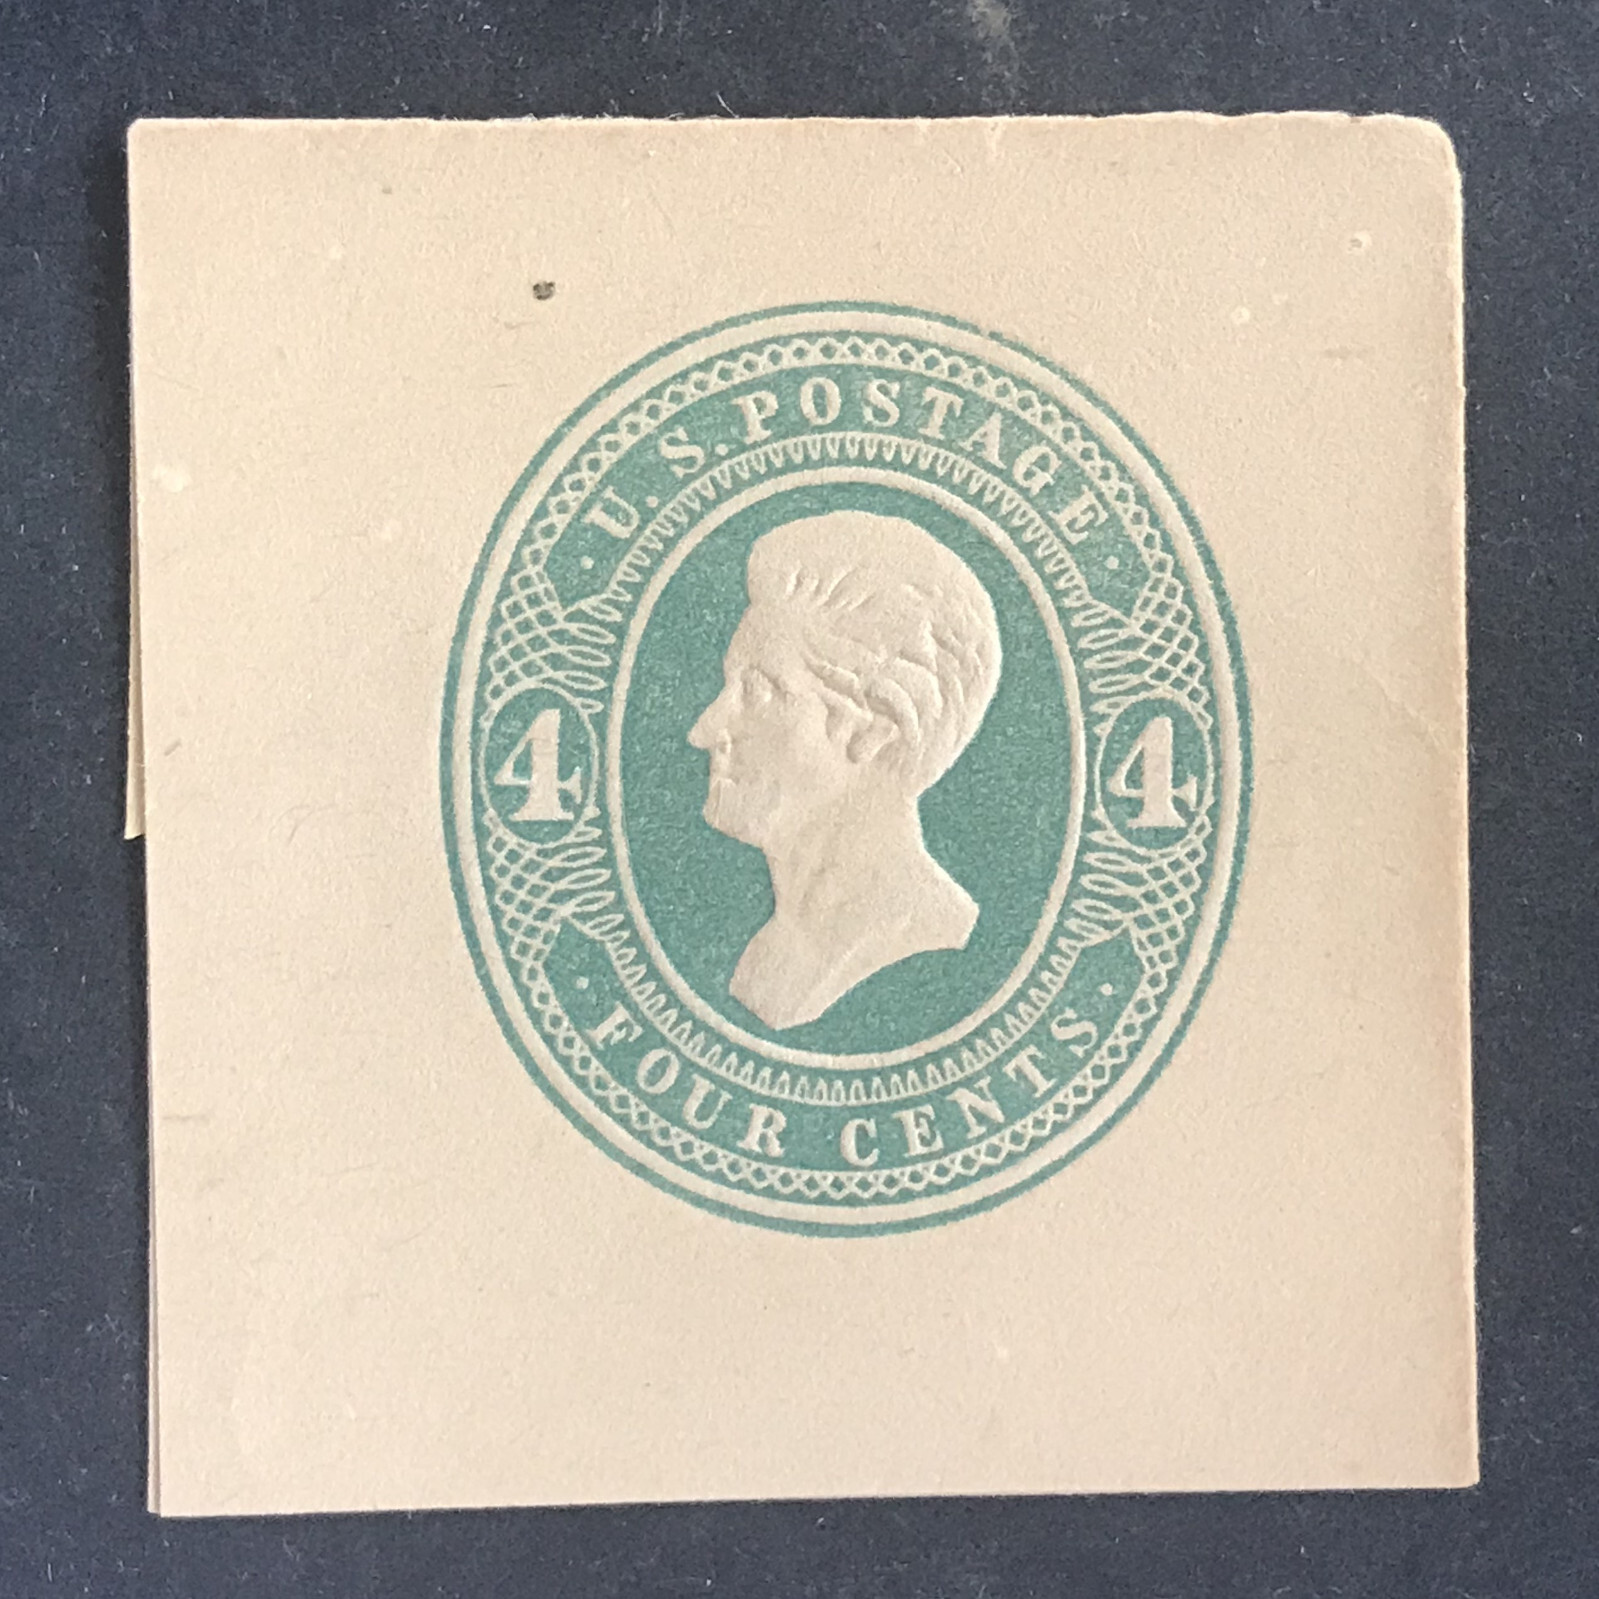 · U. S. POSTAGE ·
4 4
· FOUR CENTS ·